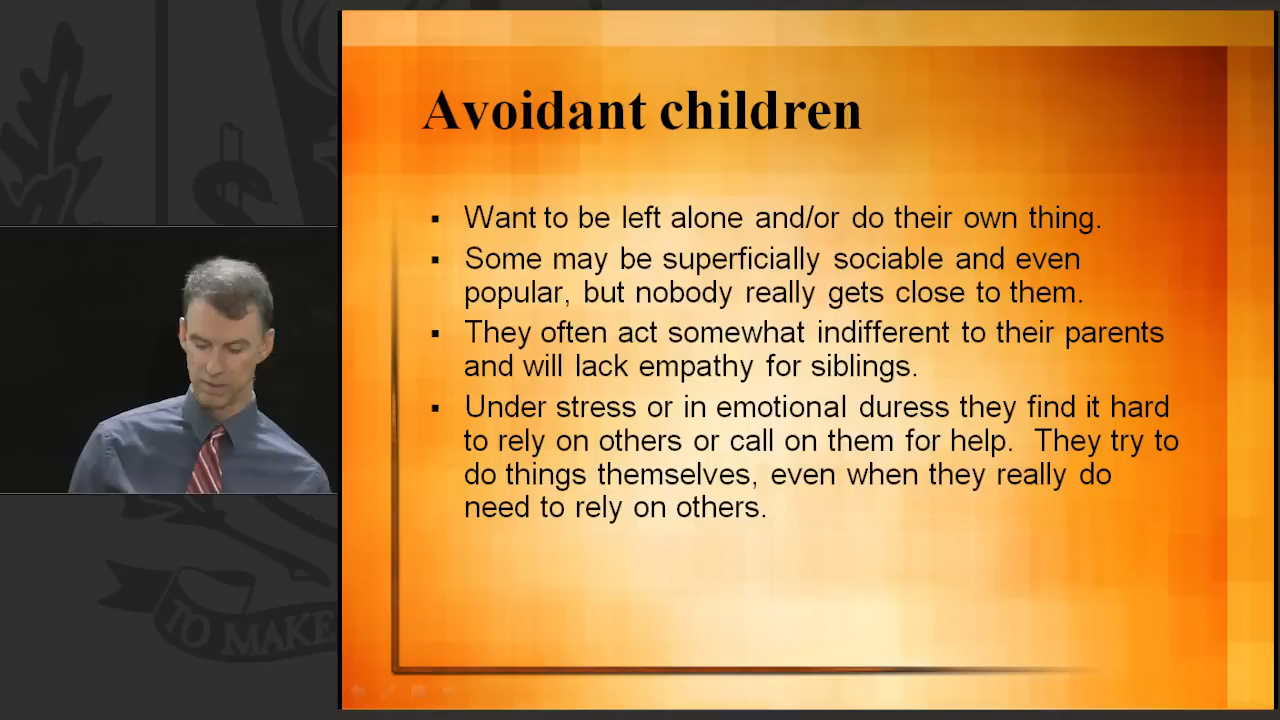 Avoidant children
▪ Want to be left alone and/or do their own thing.
▪ Some may be superficially sociable and even
popular, but nobody really gets close to them.
▪ They often act somewhat indifferent to their parents
and will lack empathy for siblings.
▪ Under stress or in emotional duress they find it hard
to rely on others or call on them for help.  They try to
do things themselves, even when they really do
need to rely on others.
TO MAKE